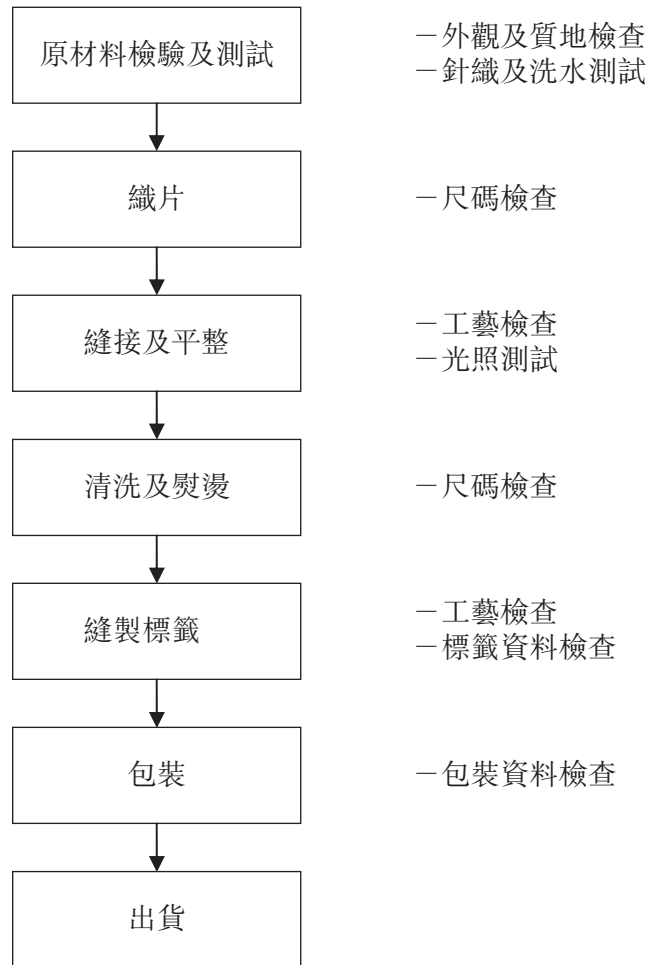 原材料檢驗及測試
－外觀及質地檢查
－針織及洗水測試
織片
－尺碼檢查
縫接及平整
－工藝檢查
－光照測試
清洗及熨燙
－尺碼檢查
縫製標籤
－工藝檢查
－標籤資料檢查
包裝
－包裝資料檢查
出貨